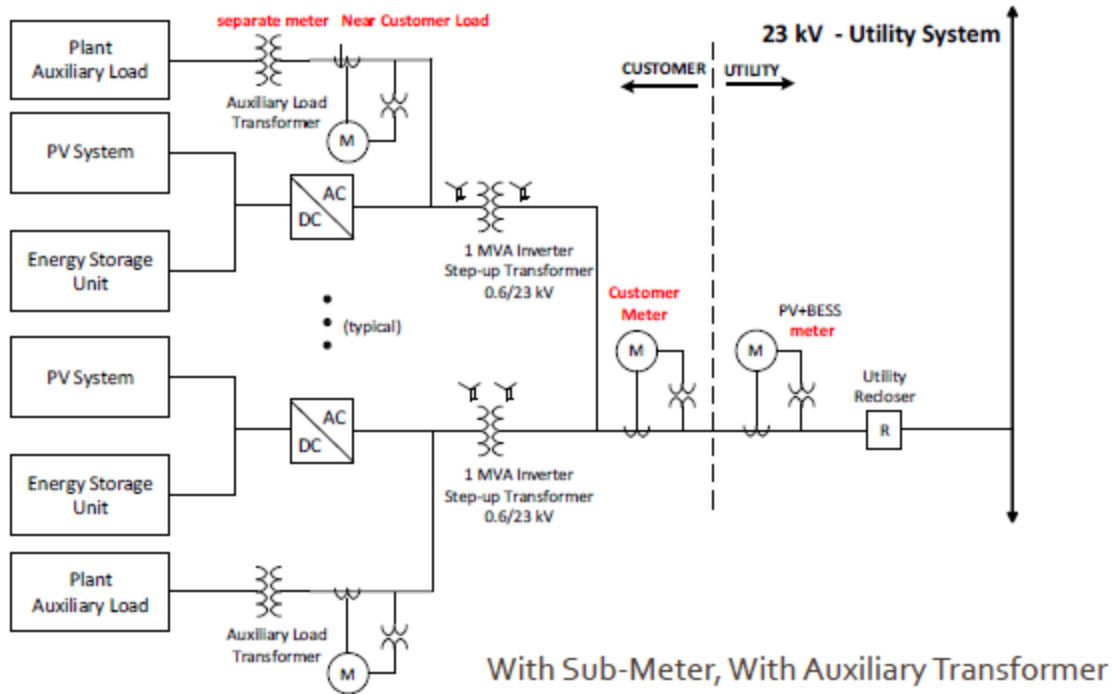 separate meter Near Customer Load
23 kV - Utility System
Plant
Auxiliary Load
CUSTOMER
UTILITY
Auxiliary Load
Transformer
M
PV System
AC
DC
Energy Storage
Unit
1 MVA Inverter
Step-up Transformer
0.6/23 kV
(typical)
Customer
Meter
PV+BESS
meter
M
M
PV System
Utility
Recloser
R
AC
DC
Energy Storage
Unit
1 MVA Inverter
Step-up Transformer
0.6/23 kV
Plant
Auxiliary Load
Auxiliary Load
Transformer
M
With Sub-Meter, With Auxiliary Transformer